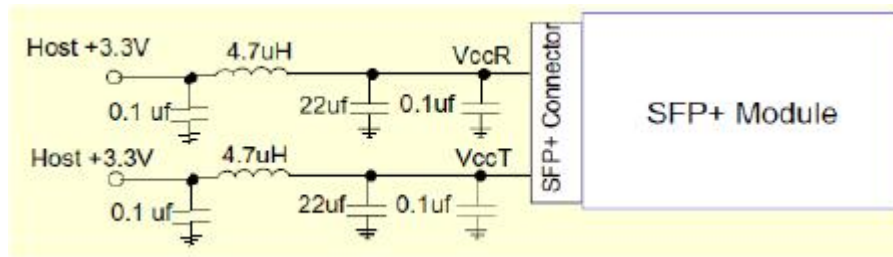 Host +3.3V
4.7uH
VccR
0.1 uf
22uf
0.1uf
Host +3.3V
4.7uH
VccT
0.1 uf
22uf
0.1uf
SFP+ Connector
SFP+ Module